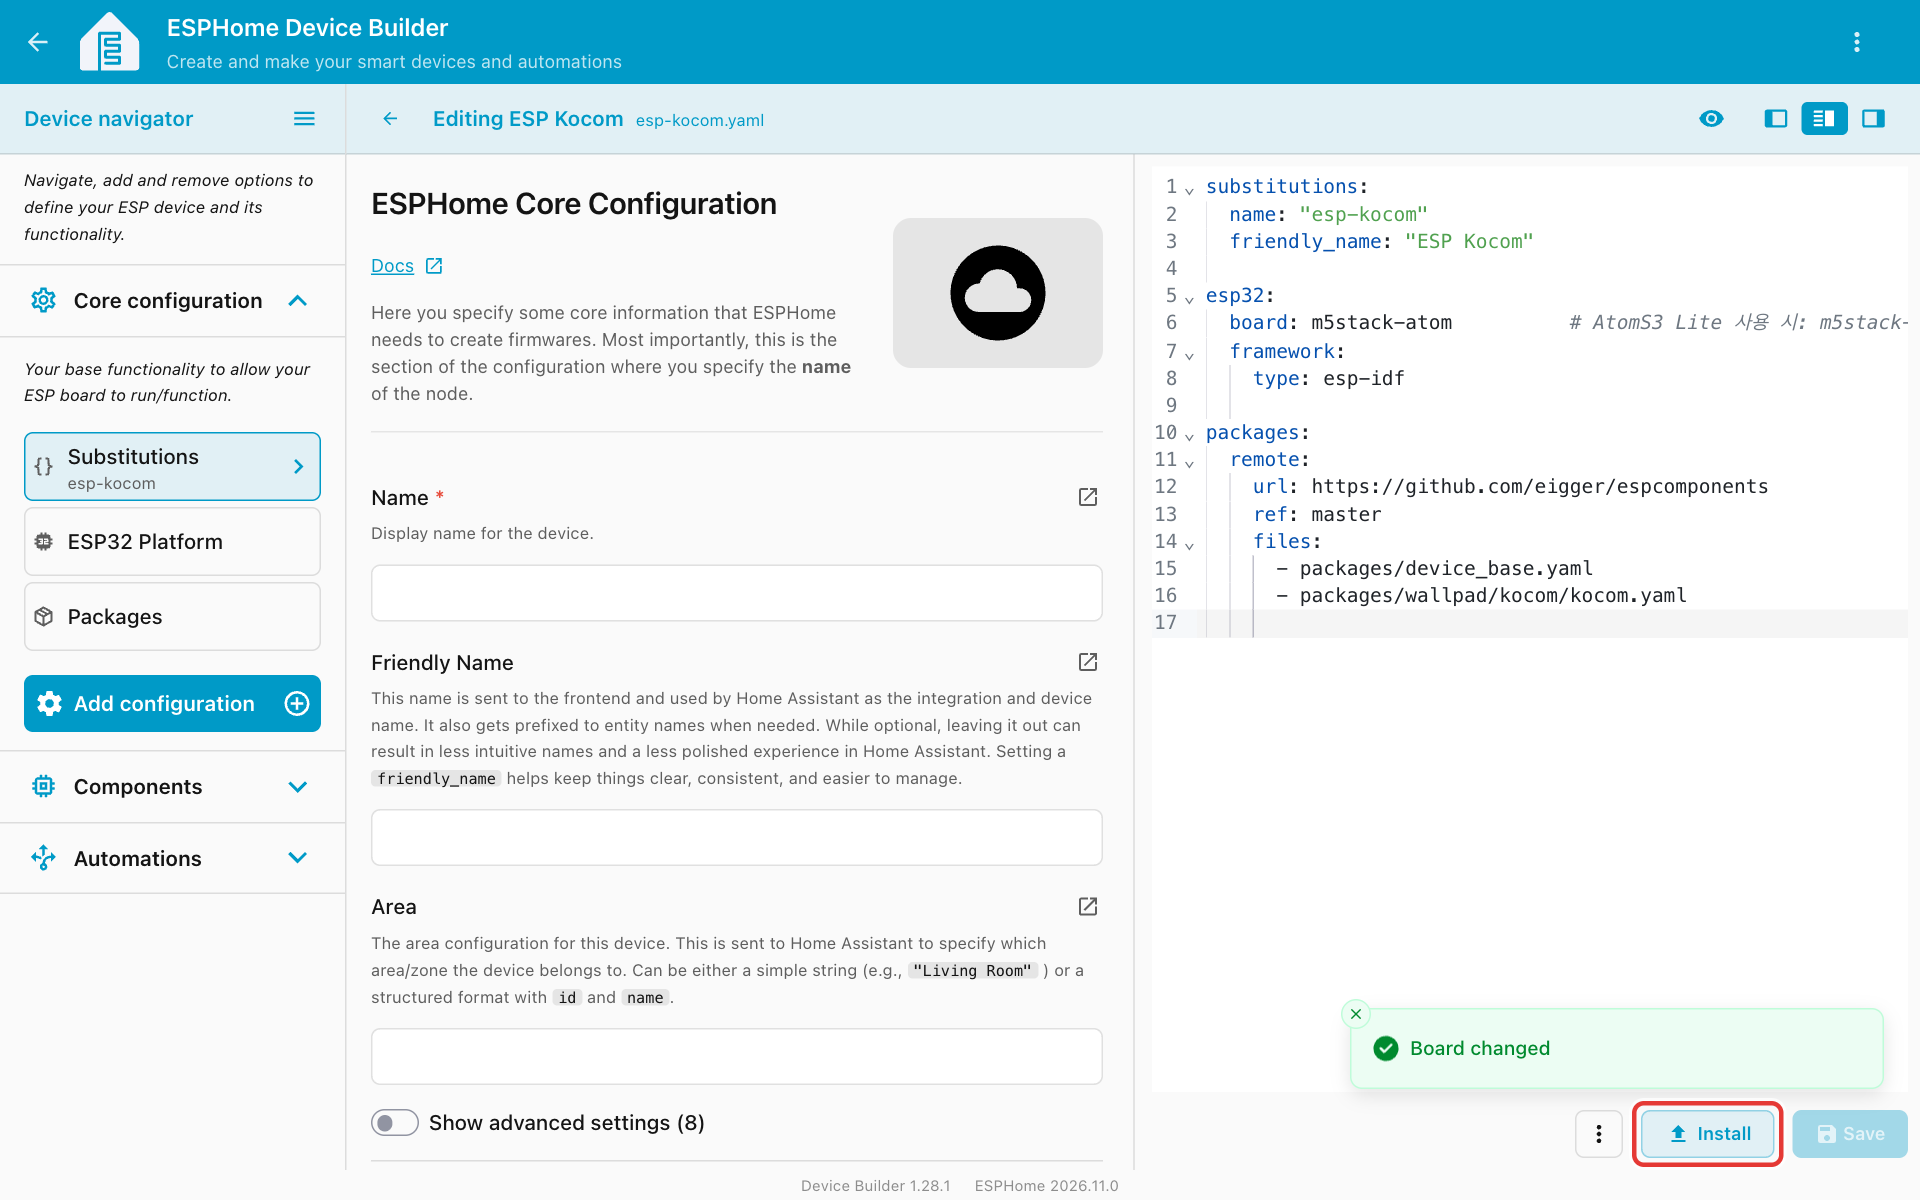 ESPHome Device Builder
Create and make your smart devices and automations
Device navigator
Editing ESP Kocom esp-kocom.yaml
Navigate, add and remove options to
define your ESP device and its
functionality.
Core configuration
Your base functionality to allow your
ESP board to run/function.
Substitutions
esp-kocom
ESP32 Platform
Packages
Add configuration
Components
Automations
ESPHome Core Configuration
Docs
Here you specify some core information that ESPHome
needs to create firmwares. Most importantly, this is the
section of the configuration where you specify the name
of the node.
Name *
Display name for the device.
Friendly Name
This name is sent to the frontend and used by Home Assistant as the integration and device
name. It also gets prefixed to entity names when needed. While optional, leaving it out can
result in less intuitive names and a less polished experience in Home Assistant. Setting a
friendly_name helps keep things clear, consistent, and easier to manage.
Area
The area configuration for this device. This is sent to Home Assistant to specify which
area/zone the device belongs to. Can be either a simple string (e.g., "Living Room" ) or a
structured format with id and name .
Show advanced settings (8)
1 substitutions:
2 name: "esp-kocom"
3 friendly_name: "ESP Kocom"
4
5 esp32:
6 board: m5stack-atom # AtomS3 Lite 사용 시: m5stack-
7 framework:
8 type: esp-idf
9
10 packages:
11 remote:
12 url: https://github.com/eigger/espcomponents
13 ref: master
14 files:
15 - packages/device_base.yaml
16 - packages/wallpad/kocom/kocom.yaml
17
Board changed
Install
Save
Device Builder 1.28.1 ESPHome 2026.11.0